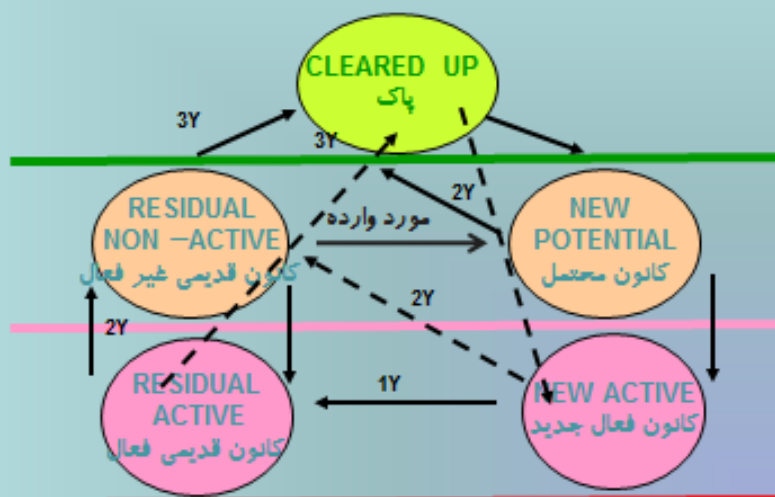 CLEARED UP
پاک
3Y
3Y
RESIDUAL
NON –ACTIVE
کانون قدیمی غیر فعال
مورد وارده
2Y
NEW
POTENTIAL
کانون محتمل
2Y
2Y
RESIDUAL
ACTIVE
کانون قدیمی فعال
1Y
NEW ACTIVE
کانون فعال جدید